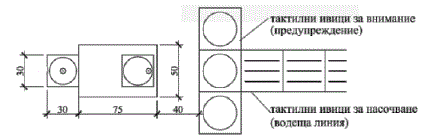 тактилни ивици за внимание
(предупреждение)
30
50
30
75
40
тактилни ивици за насочване
(водеща линия)